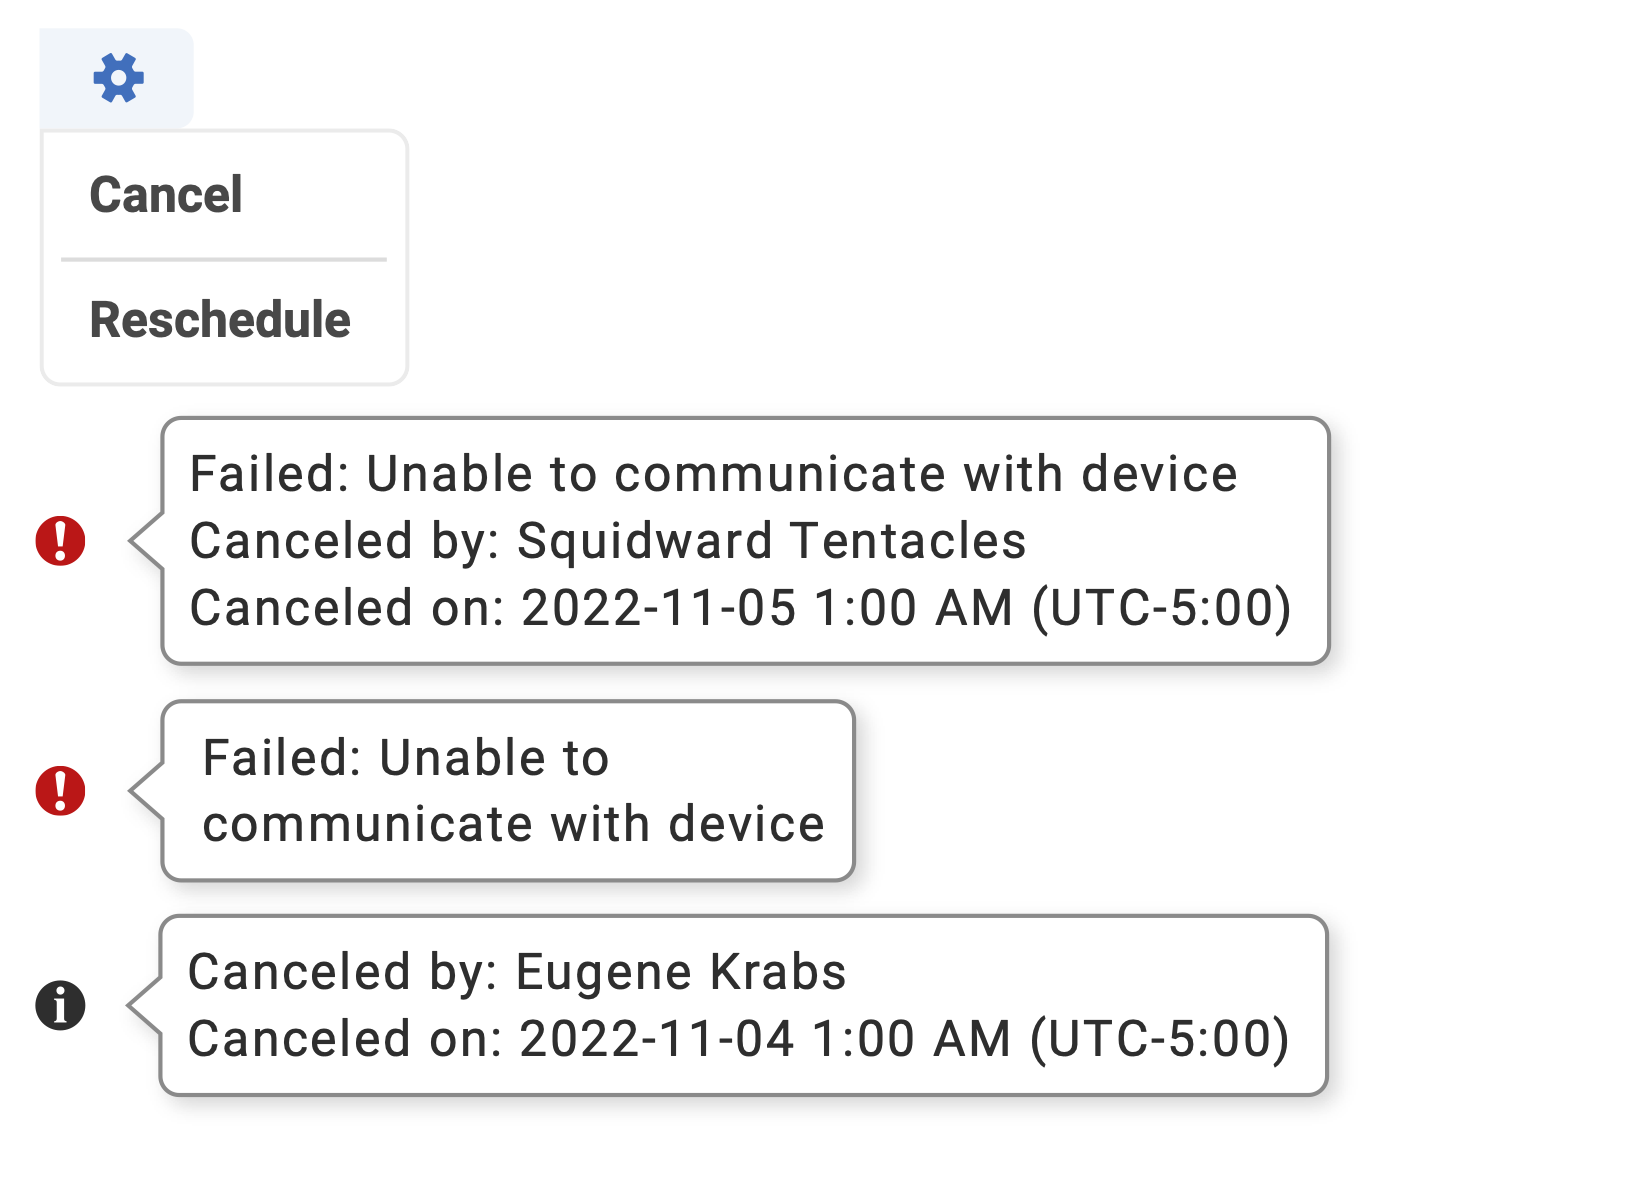 Cancel
Reschedule
Failed: Unable to communicate with device
Canceled by: Squidward Tentacles
Canceled on: 2022-11-05 1:00 AM (UTC-5:00)
Failed: Unable to
communicate with device
Canceled by: Eugene Krabs
Canceled on: 2022-11-04 1:00 AM (UTC-5:00)